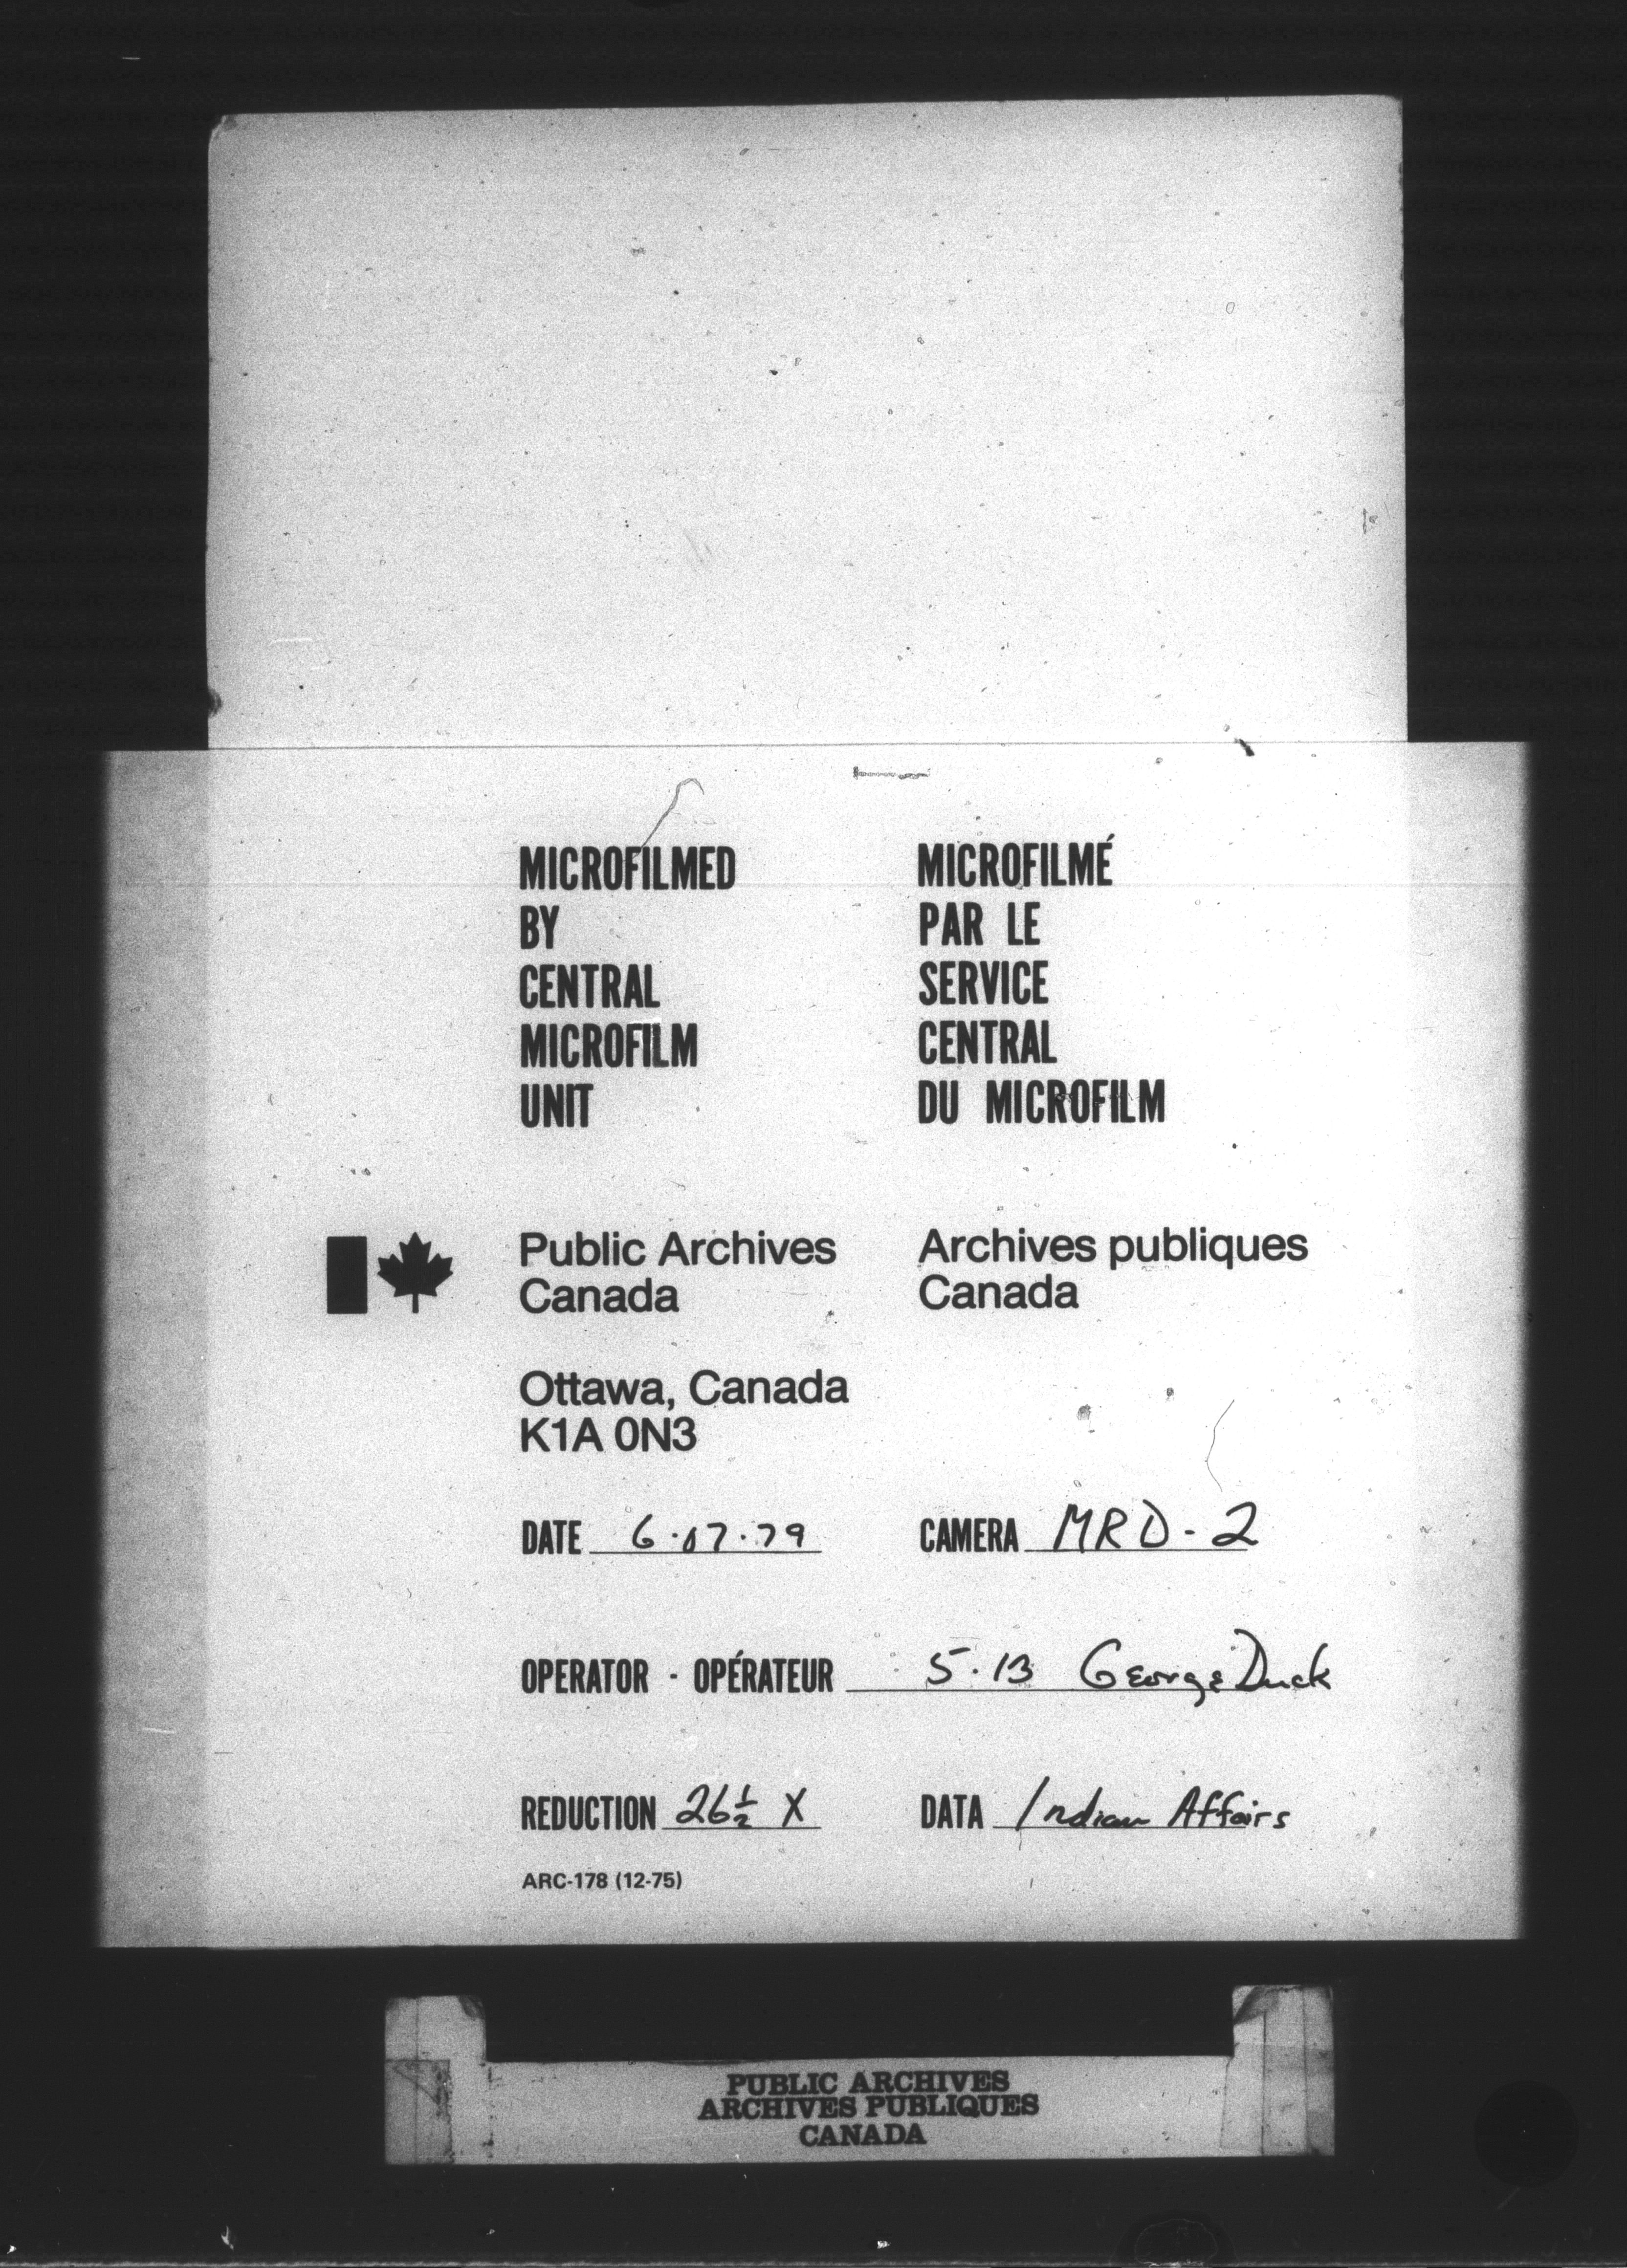 MICROFILMED
BY
CENTRAL
MICROFILM
UNIT
MICROFILMÉ
PAR LE
SERVICE
CENTRAL
DU MICROFILM
Public Archives
Canada
Archives publiques
Canada
Ottawa, Canada
K1A 0N3
DATE 6.07.79
CAMERA MRD-2
OPERATOR - OPÉRATEUR 5.13 George Duck
REDUCTION 26½ X
DATA Indian Affairs
ARC-178 (12-75)
PUBLIC ARCHIVES
ARCHIVES PUBLIQUES
CANADA